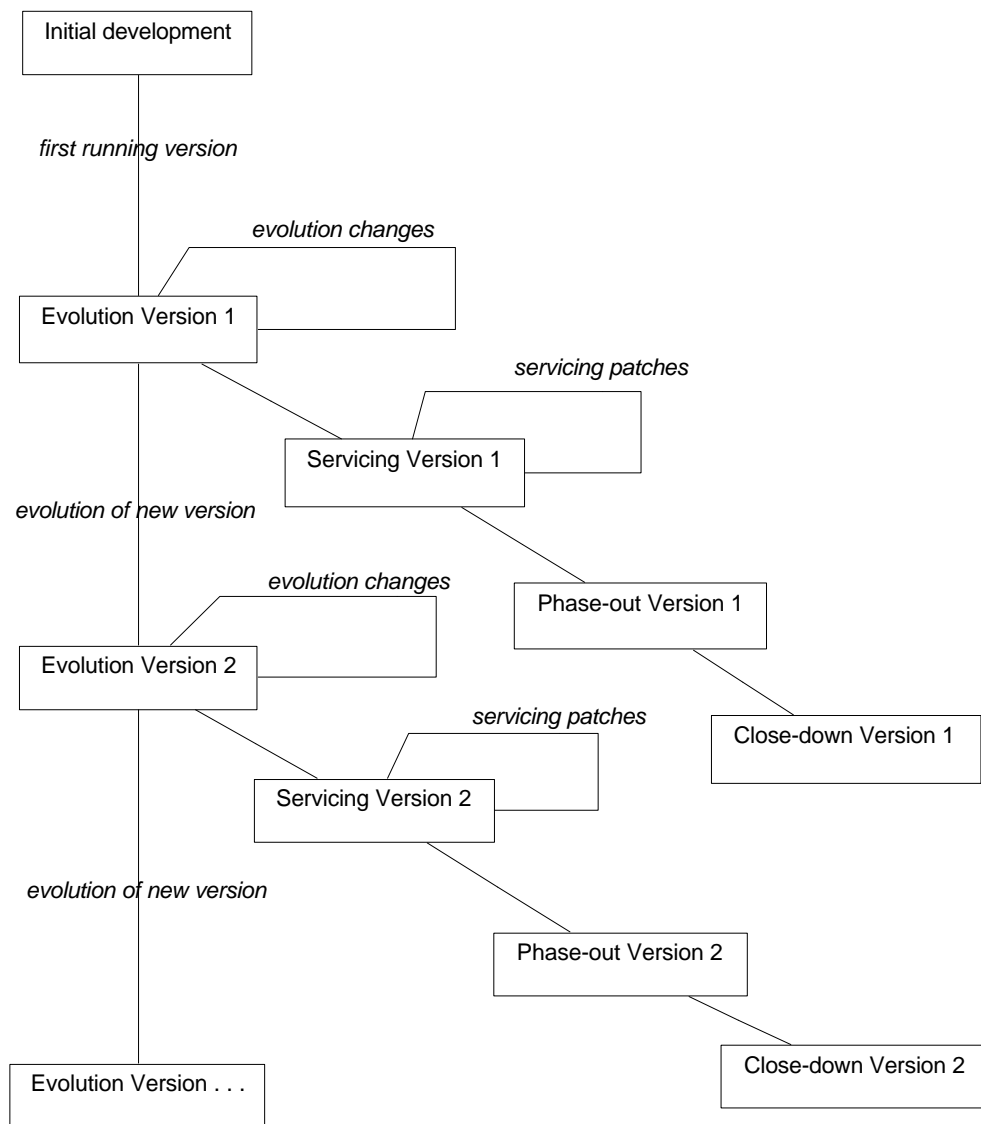 Initial development
first running version
evolution changes
Evolution Version 1
servicing patches
Servicing Version 1
evolution of new version
evolution changes
Phase-out Version 1
Evolution Version 2
servicing patches
Close-down Version 1
Servicing Version 2
evolution of new version
Phase-out Version 2
Close-down Version 2
Evolution Version . . .